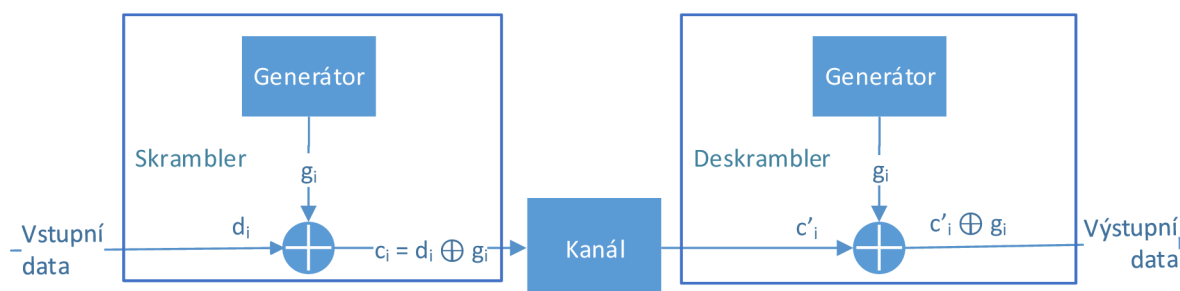 Generátor
Skrambler
gᵢ
Vstupní
data
dᵢ
cᵢ = dᵢ ⊕ gᵢ
Kanál
Generátor
Deskrambler
gᵢ
c'ᵢ
c'ᵢ ⊕ gᵢ
Výstupní
data